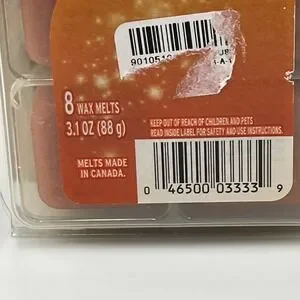 8 WAX MELTS
3.1 OZ (88 g)
KEEP OUT OF REACH OF CHILDREN AND PETS
READ INSIDE LABEL FOR SAFETY AND USE INSTRUCTIONS.
MELTS MADE
IN CANADA.
0 46500 03333 9